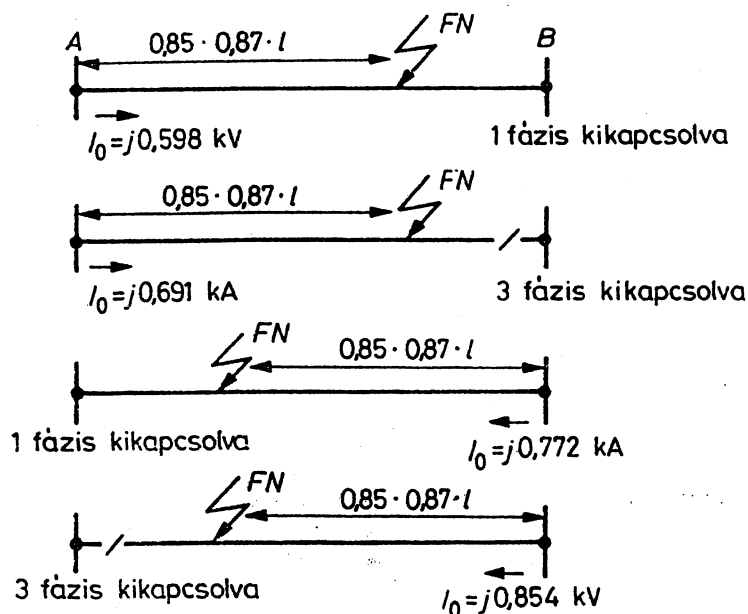 A 0,85 · 0,87 · l FN B
I₀=j0,598 kV 1 fázis kikapcsolva
0,85 · 0,87 · l FN
I₀=j0,691 kA 3 fázis kikapcsolva
FN 0,85 · 0,87 · l
1 fázis kikapcsolva I₀=j0,772 kA
FN 0,85 · 0,87 · l
3 fázis kikapcsolva I₀=j0,854 kV